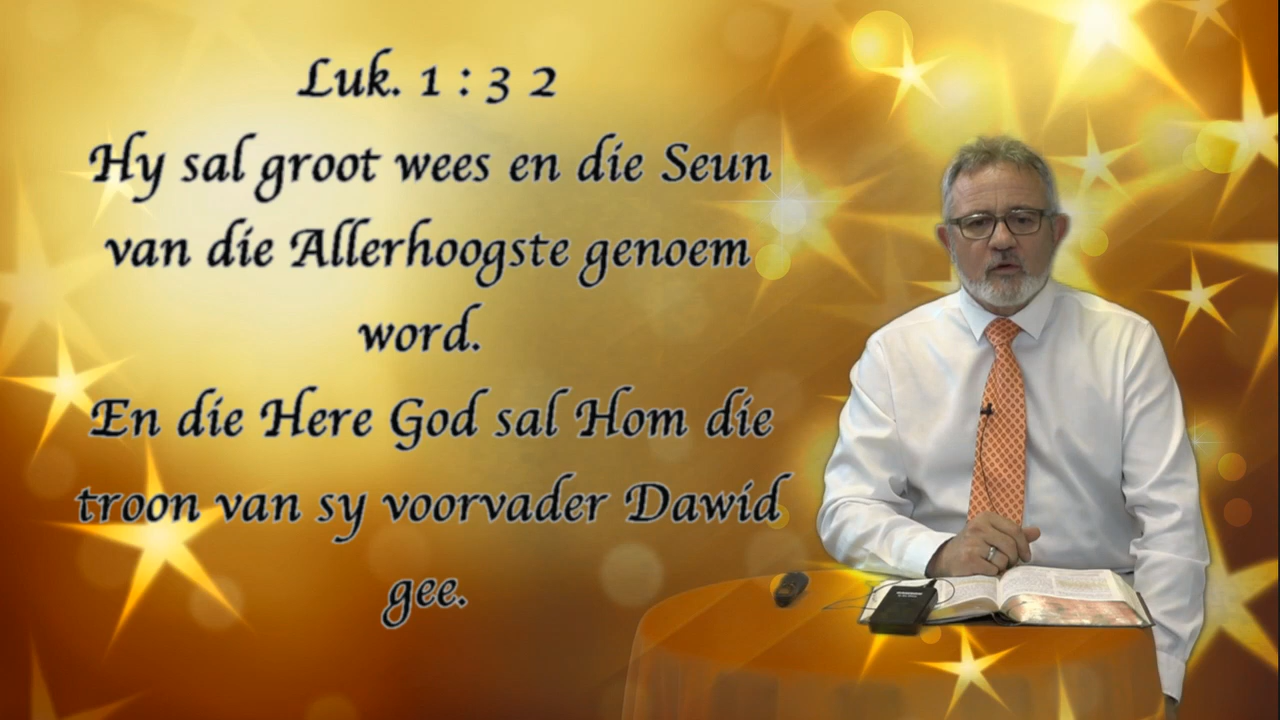 Luk. 1 : 3 2
Hy sal groot wees en die Seun
van die Allerhoogste genoem
word.
En die Here God sal Hom die
troon van sy voorvader Dawid
gee.